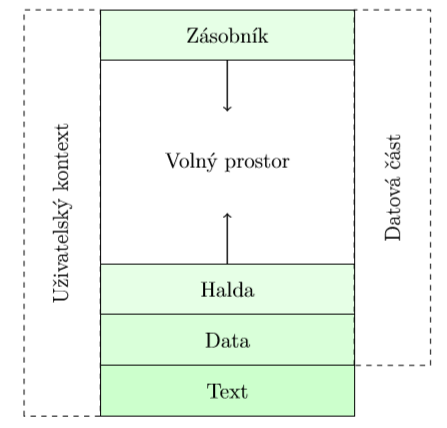 Zásobník
Uživatelský kontext
Volný prostor
Datová část
Halda
Data
Text